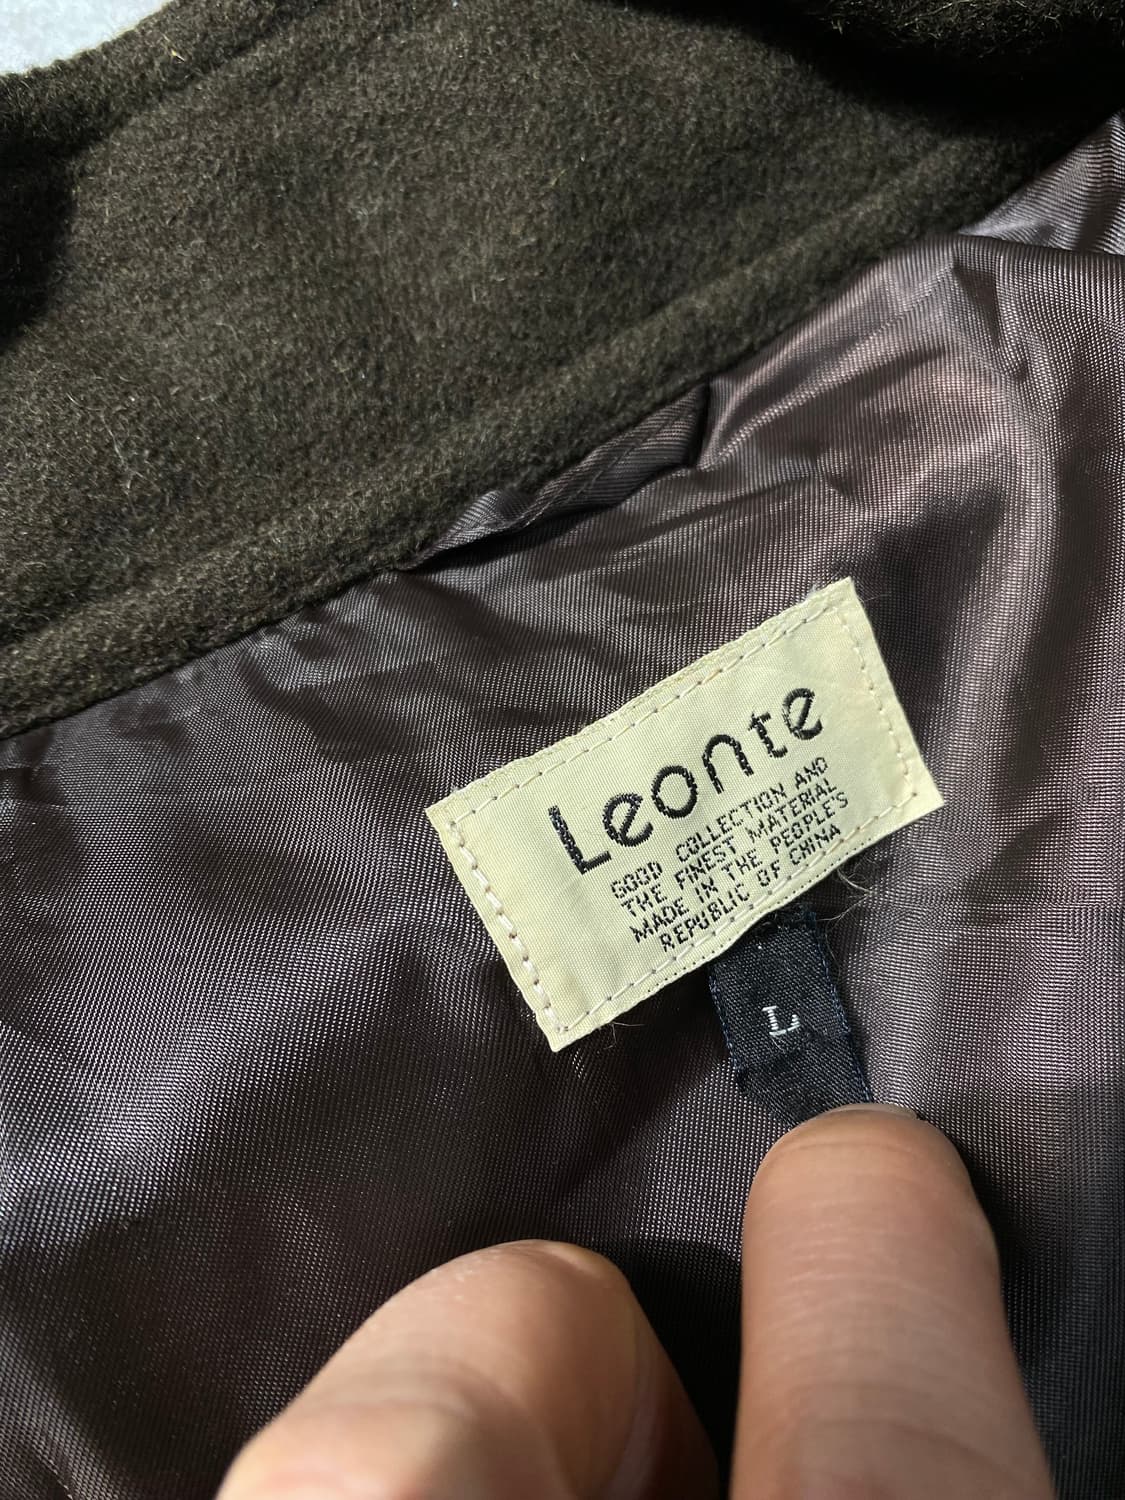 Leonte
GOOD COLLECTION AND
THE FINEST MATERIAL
MADE IN THE PEOPLE'S
REPUBLIC OF CHINA
L